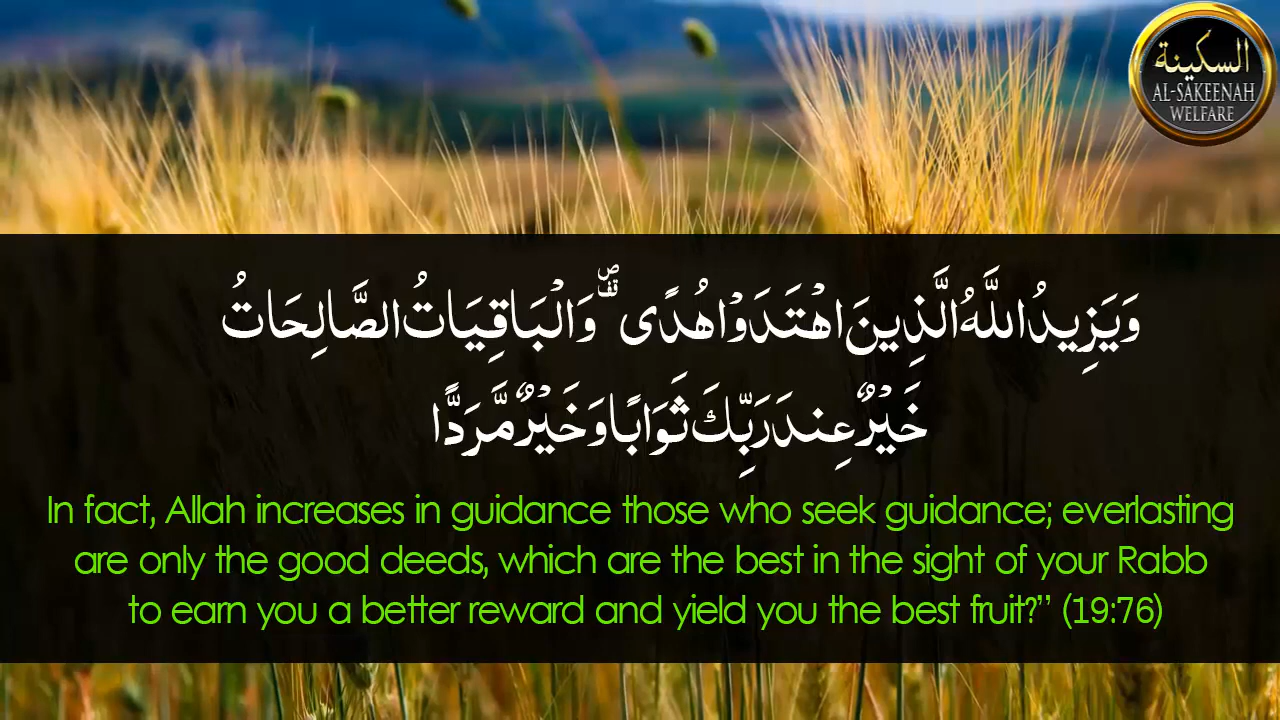 السكينة
AL-SAKEENAH
WELFARE
وَيَزِيدُ اللَّهُ الَّذِينَ اهْتَدَوْا هُدًى ۗ وَالْبَاقِيَاتُ الصَّالِحَاتُ
خَيْرٌ عِندَ رَبِّكَ ثَوَابًا وَخَيْرٌ مَّرَدًّا
In fact, Allah increases in guidance those who seek guidance; everlasting
are only the good deeds, which are the best in the sight of your Rabb
to earn you a better reward and yield you the best fruit?” (19:76)